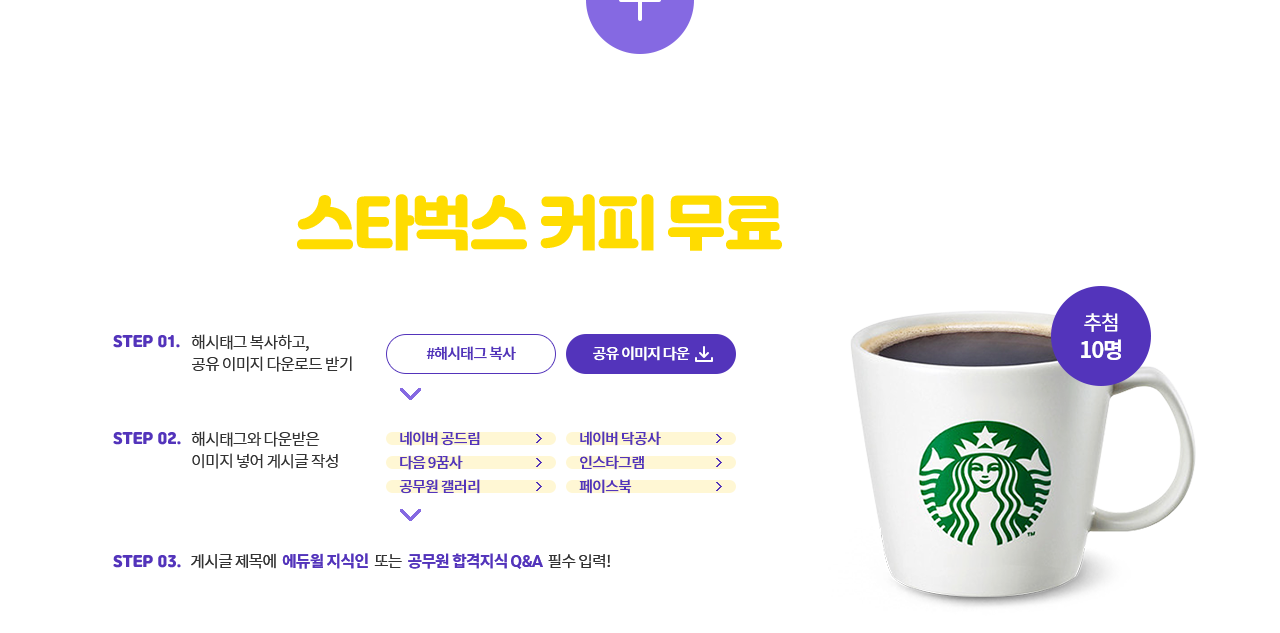 스타벅스 커피 무료
추첨
10명
STEP 01. 해시태그 복사하고,
공유 이미지 다운로드 받기
#해시태그 복사
공유 이미지 다운
STEP 02. 해시태그와 다운받은
이미지 넣어 게시글 작성
네이버 공드림
네이버 닥공사
다음 9꿈사
인스타그램
공무원 갤러리
페이스북
STEP 03. 게시글 제목에 에듀윌 지식인 또는 공무원 합격지식 Q&A 필수 입력!
TM